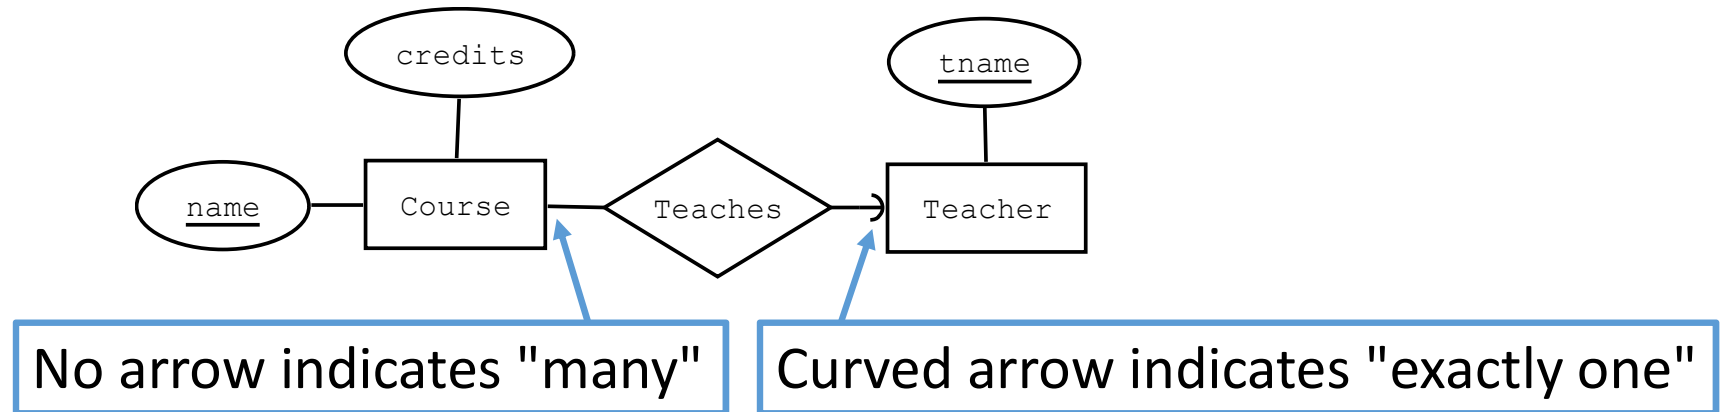 credits
tname
name
Course
Teaches
Teacher
No arrow indicates "many"
Curved arrow indicates "exactly one"